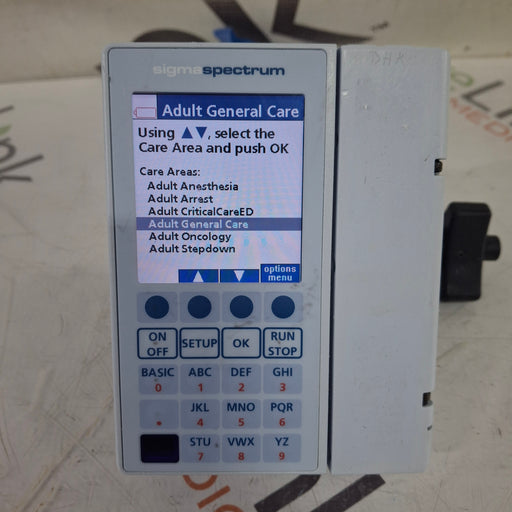 sigmaspectrum
Adult General Care
Using ▲▼, select the
Care Area and push OK
Care Areas:
Adult Anesthesia
Adult Arrest
Adult CriticalCareED
Adult General Care
Adult Oncology
Adult Stepdown
options
menu
ON
OFF
SETUP
OK
RUN
STOP
BASIC
0
ABC
1
DEF
2
GHI
3
.
JKL
4
MNO
5
PQR
6
STU
7
VWX
8
YZ
9